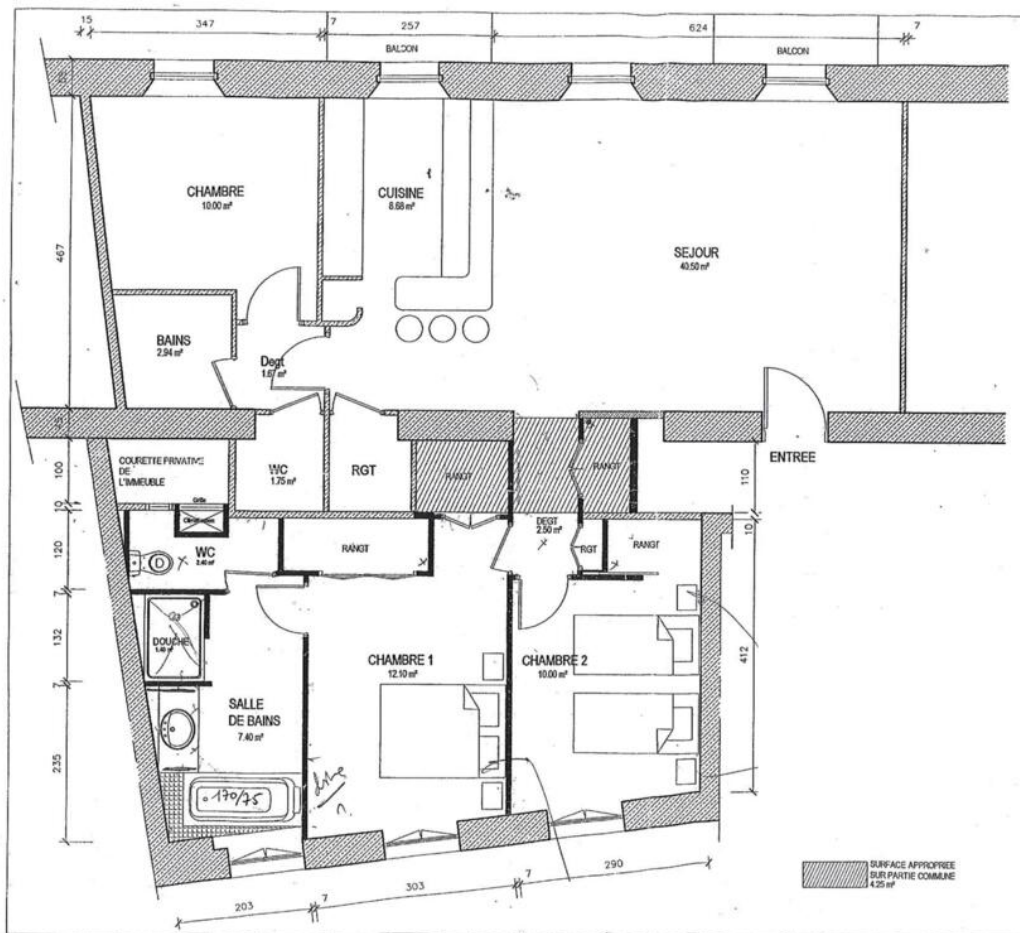 15
347
7
257
624
7
BALCON
BALCON
467
CHAMBRE
10.00 m²
CUISINE
8.68 m²
SEJOUR
40.50 m²
BAINS
2.94 m²
Degt
45
100
10
120
7
132
7
235
COURETTE PRIVATIVE
DE
L'IMMEUBLE
WC
1.75 m²
RGT
RANGT
RANGT
ENTREE
110
10
412
WC
RANGT
DEGT
2.50 m²
RGT
RANGT
DOUCHE
CHAMBRE 1
12.10 m²
CHAMBRE 2
10.00 m²
SALLE
DE BAINS
7.40 m²
170/75
203
7
303
7
290
SURFACE APPROPRIEE
SUR PARTIE COMMUNE
4.25 m²